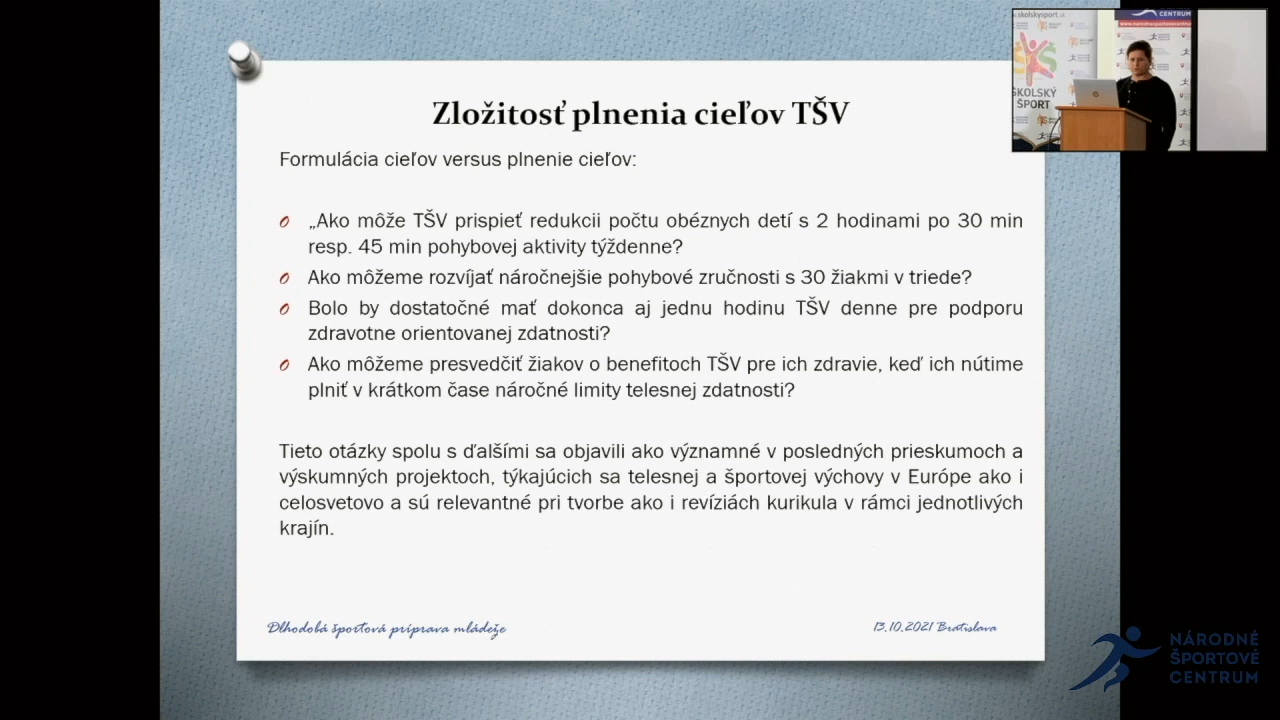 Zložitosť plnenia cieľov TŠV
Formulácia cieľov versus plnenie cieľov:
„Ako môže TŠV prispieť redukcii počtu obéznych detí s 2 hodinami po 30 min
resp. 45 min pohybovej aktivity týždenne?
Ako môžeme rozvíjať náročnejšie pohybové zručnosti s 30 žiakmi v triede?
Bolo by dostatočné mať dokonca aj jednu hodinu TŠV denne pre podporu
zdravotne orientovanej zdatnosti?
Ako môžeme presvedčiť žiakov o benefitoch TŠV pre ich zdravie, keď ich nútime
plniť v krátkom čase náročné limity telesnej zdatnosti?
Tieto otázky spolu s ďalšími sa objavili ako významné v posledných prieskumoch a
výskumných projektoch, týkajúcich sa telesnej a športovej výchovy v Európe ako i
celosvetovo a sú relevantné pri tvorbe ako i revíziách kurikula v rámci jednotlivých
krajín.
Dlhodobá športová príprava mládeže
13.10.2021 Bratislava
ŠKOLSKÝ
ŠPORT
CENTRUM
NÁRODNÉ
ŠPORTOVÉ
CENTRUM